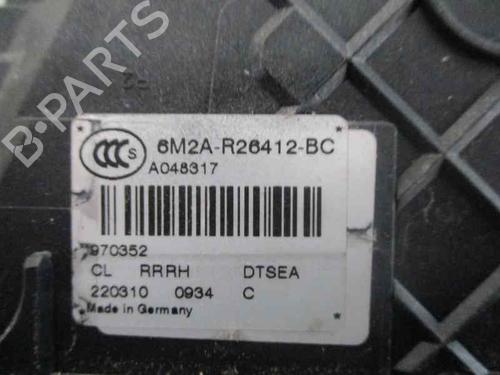 B-PARTS
CCC S 6M2A-R26412-BC
A048317
970352
CL RRRH DTSEA
220310 0934 C
Made in Germany